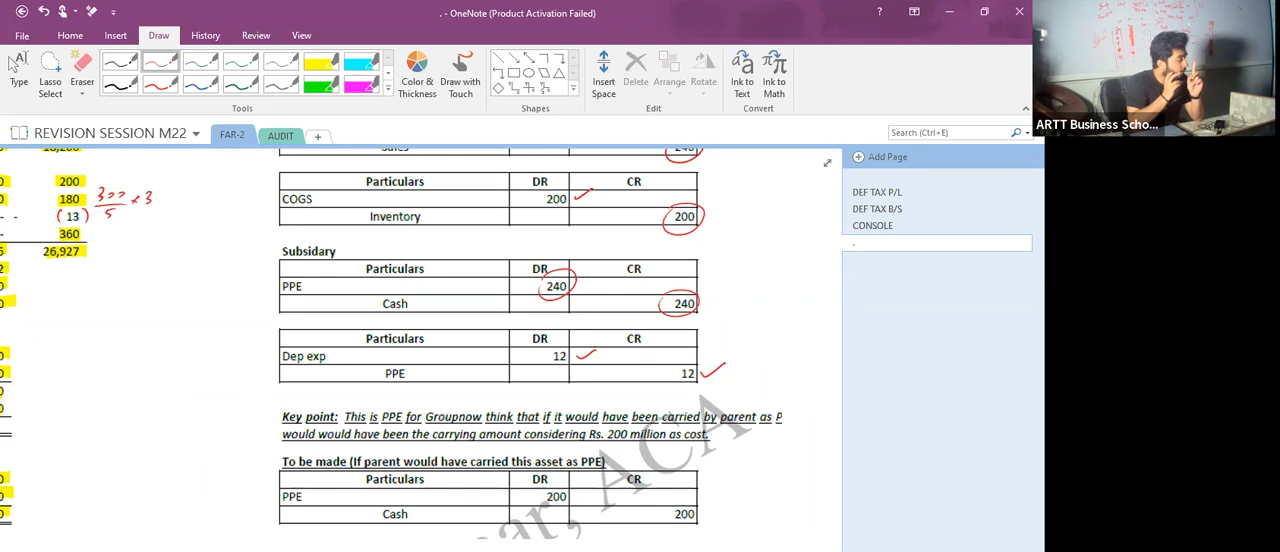 . - OneNote (Product Activation Failed)
File Home Insert Draw History Review View
Type
Lasso Select
Eraser
Color & Thickness
Draw with Touch
Insert Space
Delete
Arrange
Rotate
Ink to Text
Ink to Math
Tools
Shapes
Edit
Convert
ARTT Business Scho...
REVISION SESSION M22
FAR-2 AUDIT
Search (Ctrl+E)
Add Page
DEF TAX P/L
DEF TAX B/S
CONSOLE
.
200
180 300/5 x 3
- - (13)
360
26,927
Particulars DR CR
COGS 200
Inventory 200
Subsidary
Particulars DR CR
PPE 240
Cash 240
Particulars DR CR
Dep exp 12
PPE 12
Key point: This is PPE for Groupnow think that if it would have been carried by parent as P
would would have been the carrying amount considering Rs. 200 million as cost.
To be made (If parent would have carried this asset as PPE)
Particulars DR CR
PPE 200
Cash 200
ar, ACA